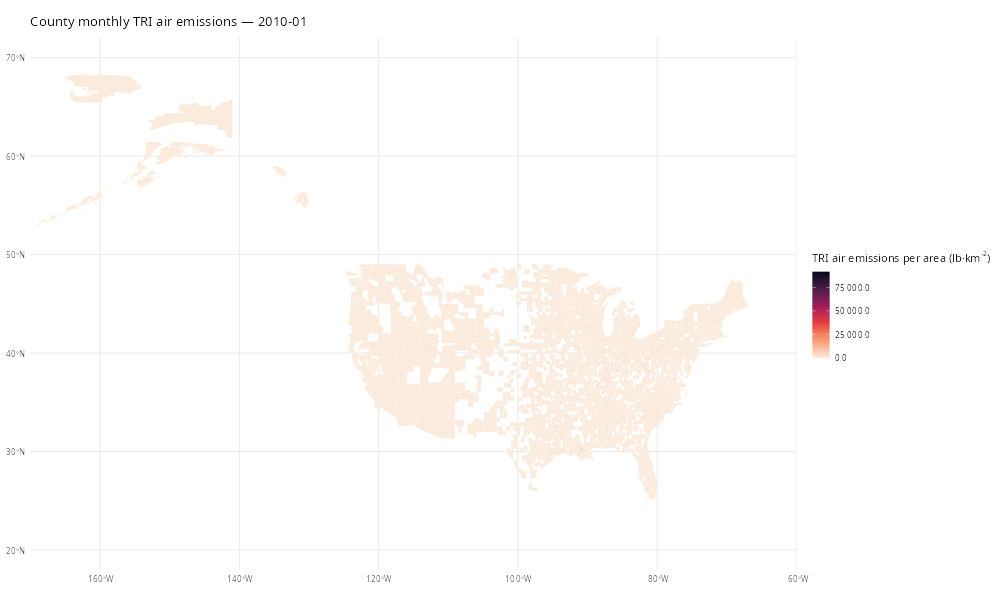 County monthly TRI air emissions — 2010-01
70°N
60°N
50°N
40°N
30°N
20°N
160°W
140°W
120°W
100°W
80°W
60°W
TRI air emissions per area (lb·km⁻²)
75 000.0
50 000.0
25 000.0
0.0